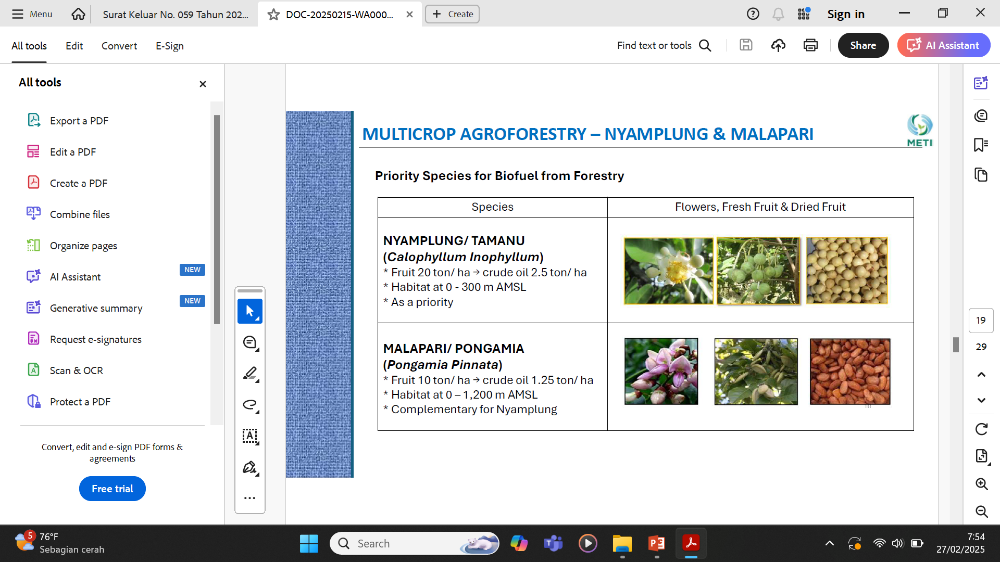 Menu
Surat Keluar No. 059 Tahun 202...
DOC-20250215-WA000...
Create
Sign in
All tools
Edit
Convert
E-Sign
Find text or tools
Share
AI Assistant
All tools
Export a PDF
Edit a PDF
Create a PDF
Combine files
Organize pages
AI Assistant
NEW
Generative summary
NEW
Request e-signatures
Scan & OCR
Protect a PDF
Convert, edit and e-sign PDF forms &
agreements
Free trial
MULTICROP AGROFORESTRY – NYAMPLUNG & MALAPARI
METI
Priority Species for Biofuel from Forestry
Species
Flowers, Fresh Fruit & Dried Fruit
NYAMPLUNG/ TAMANU
(Calophyllum Inophyllum)
* Fruit 20 ton/ ha → crude oil 2.5 ton/ ha
* Habitat at 0 - 300 m AMSL
* As a priority
MALAPARI/ PONGAMIA
(Pongamia Pinnata)
* Fruit 10 ton/ ha → crude oil 1.25 ton/ ha
* Habitat at 0 – 1,200 m AMSL
* Complementary for Nyamplung
19
29
5
76°F
Sebagian cerah
Search
7:54
27/02/2025